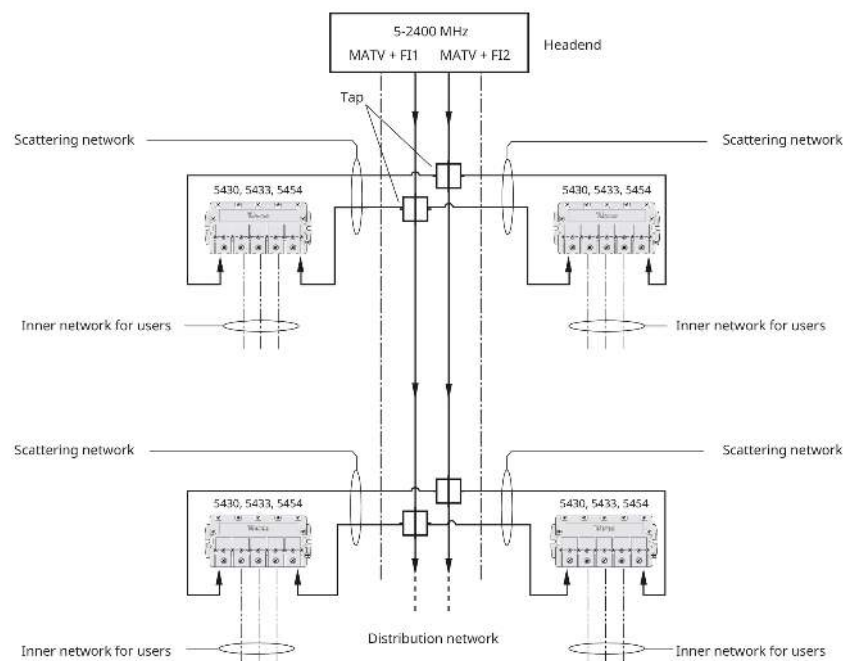 5-2400 MHz
MATV + FI1
MATV + FI2
Headend
Tap
Scattering network
Scattering network
5430, 5433, 5454
5430, 5433, 5454
Inner network for users
Inner network for users
Scattering network
Scattering network
5430, 5433, 5454
5430, 5433, 5454
Distribution network
Inner network for users
Inner network for users